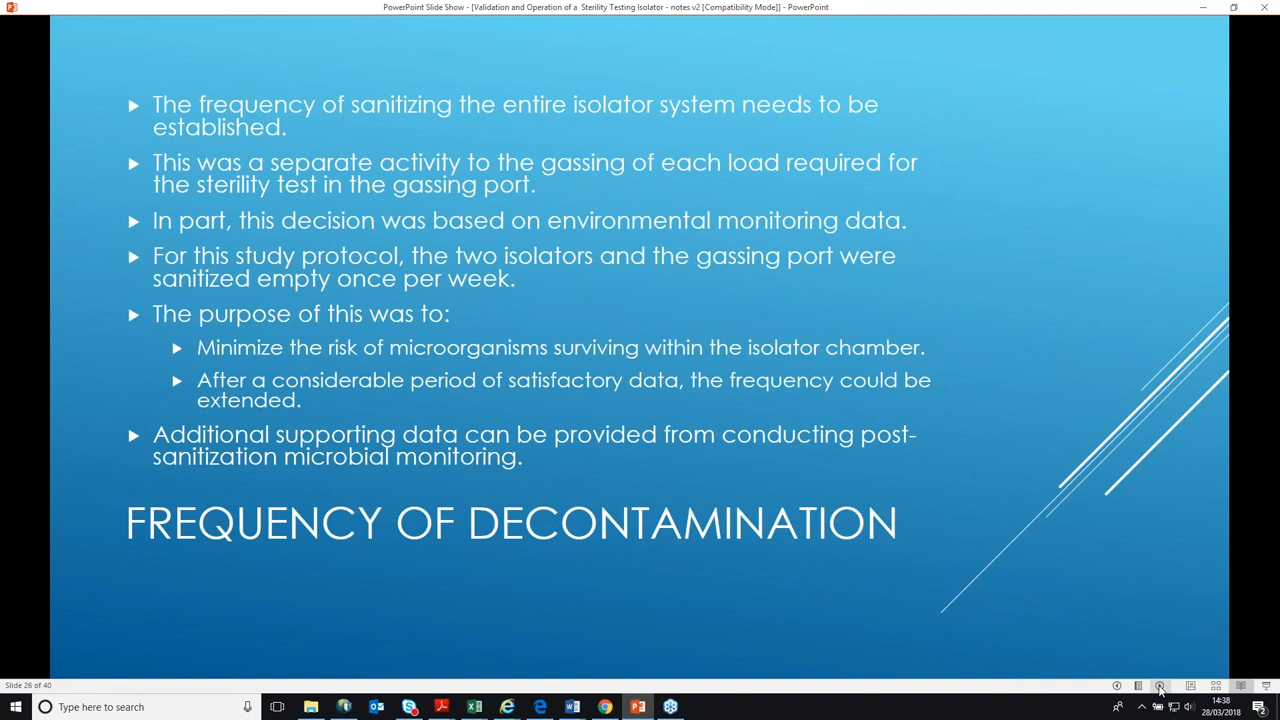 PowerPoint Slide Show - [Validation and Operation of a Sterility Testing Isolator - notes v2 [Compatibility Mode]] - PowerPoint
The frequency of sanitizing the entire isolator system needs to be
established.
This was a separate activity to the gassing of each load required for
the sterility test in the gassing port.
In part, this decision was based on environmental monitoring data.
For this study protocol, the two isolators and the gassing port were
sanitized empty once per week.
The purpose of this was to:
Minimize the risk of microorganisms surviving within the isolator chamber.
After a considerable period of satisfactory data, the frequency could be
extended.
Additional supporting data can be provided from conducting post-
sanitization microbial monitoring.
FREQUENCY OF DECONTAMINATION
Slide 26 of 40
Type here to search
14:38
28/03/2018
2